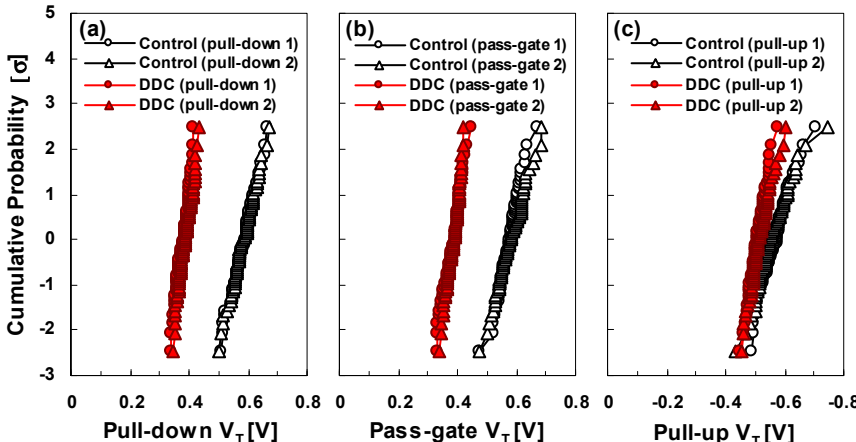 Cumulative Probability [σ]
5
4
3
2
1
0
-1
-2
-3
(a)
Control (pull-down 1)
Control (pull-down 2)
DDC (pull-down 1)
DDC (pull-down 2)
0 0.2 0.4 0.6 0.8
Pull-down VT [V]
(b)
Control (pass-gate 1)
Control (pass-gate 2)
DDC (pass-gate 1)
DDC (pass-gate 2)
0 0.2 0.4 0.6 0.8
Pass-gate VT [V]
(c)
Control (pull-up 1)
Control (pull-up 2)
DDC (pull-up 1)
DDC (pull-up 2)
0 -0.2 -0.4 -0.6 -0.8
Pull-up VT [V]